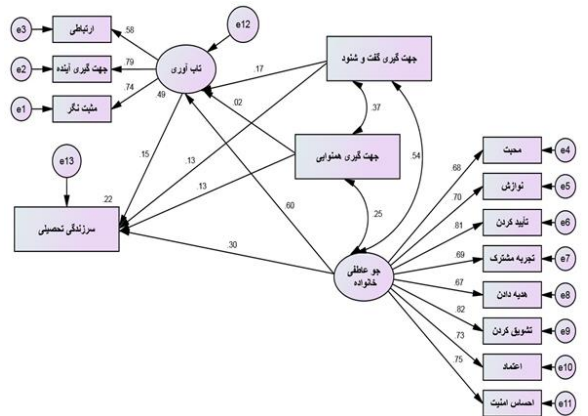 e3
ارتباطی
.58
e12
e2
جهت گیری آینده
.79
تاب آوری
e1
مثبت نگر
.74
.49
جهت گیری گفت و شنود
.17
.02
.37
جهت گیری همنوایی
.54
.25
.15
.13
.13
.60
.30
e13
.22
سرزندگی تحصیلی
جو عاطفی
خانواده
.68
محبت
e4
.70
نوازش
e5
.81
تأیید کردن
e6
.69
تجربه مشترک
e7
.67
هدیه دادن
e8
.82
تشویق کردن
e9
.73
اعتماد
e10
.75
احساس امنیت
e11